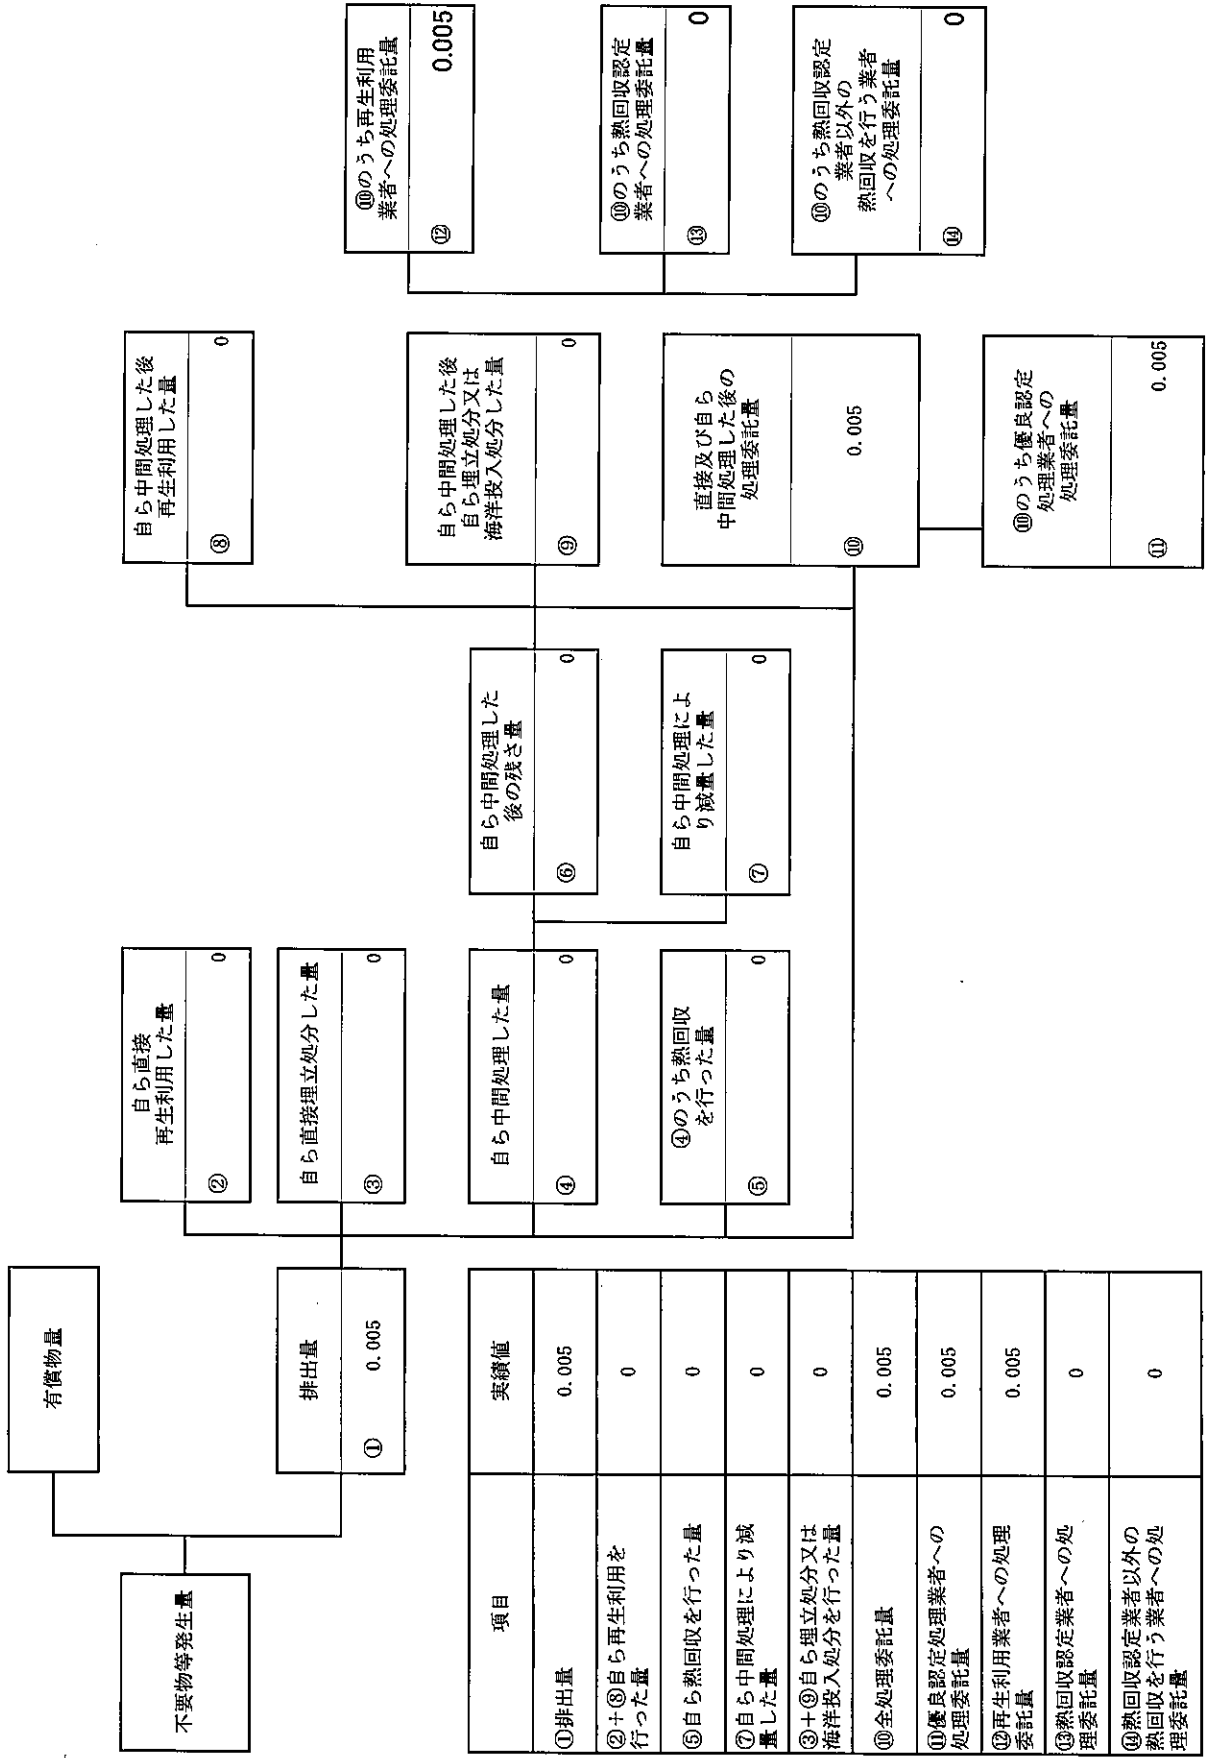 不要物等発生量
有償物量
排出量
① 0.005
自ら直接
再生利用した量
② 0
自ら直接埋立処分した量
③ 0
自ら中間処理した量
④ 0
④のうち熱回収
を行った量
⑤ 0
自ら中間処理した
後の残さ量
⑥ 0
自ら中間処理によ
り減量した量
⑦ 0
自ら中間処理した後
再生利用した量
⑧ 0
自ら中間処理した後
自ら埋立処分又は
海洋投入処分した量
⑨ 0
直接及び自ら
中間処理した後の
処理委託量
⑩ 0.005
⑩のうち優良認定
処理業者への
処理委託量
⑪ 0.005
⑩のうち再生利用
業者への処理委託量
⑫ 0.005
⑩のうち熱回収認定
業者への処理委託量
⑬ 0
⑩のうち熱回収認定
業者以外の
熱回収を行う業者
への処理委託量
⑭ 0
項目 実績値
①排出量 0.005
②+⑧自ら再生利用を
行った量 0
⑤自ら熱回収を行った量 0
⑦自ら中間処理により減
量した量 0
③+⑨自ら埋立処分又は
海洋投入処分を行った量 0
⑩全処理委託量 0.005
⑪優良認定処理業者への
処理委託量 0.005
⑫再生利用業者への処理
委託量 0.005
⑬熱回収認定業者への処
理委託量 0
⑭熱回収認定業者以外の
熱回収を行う業者への処
理委託量 0